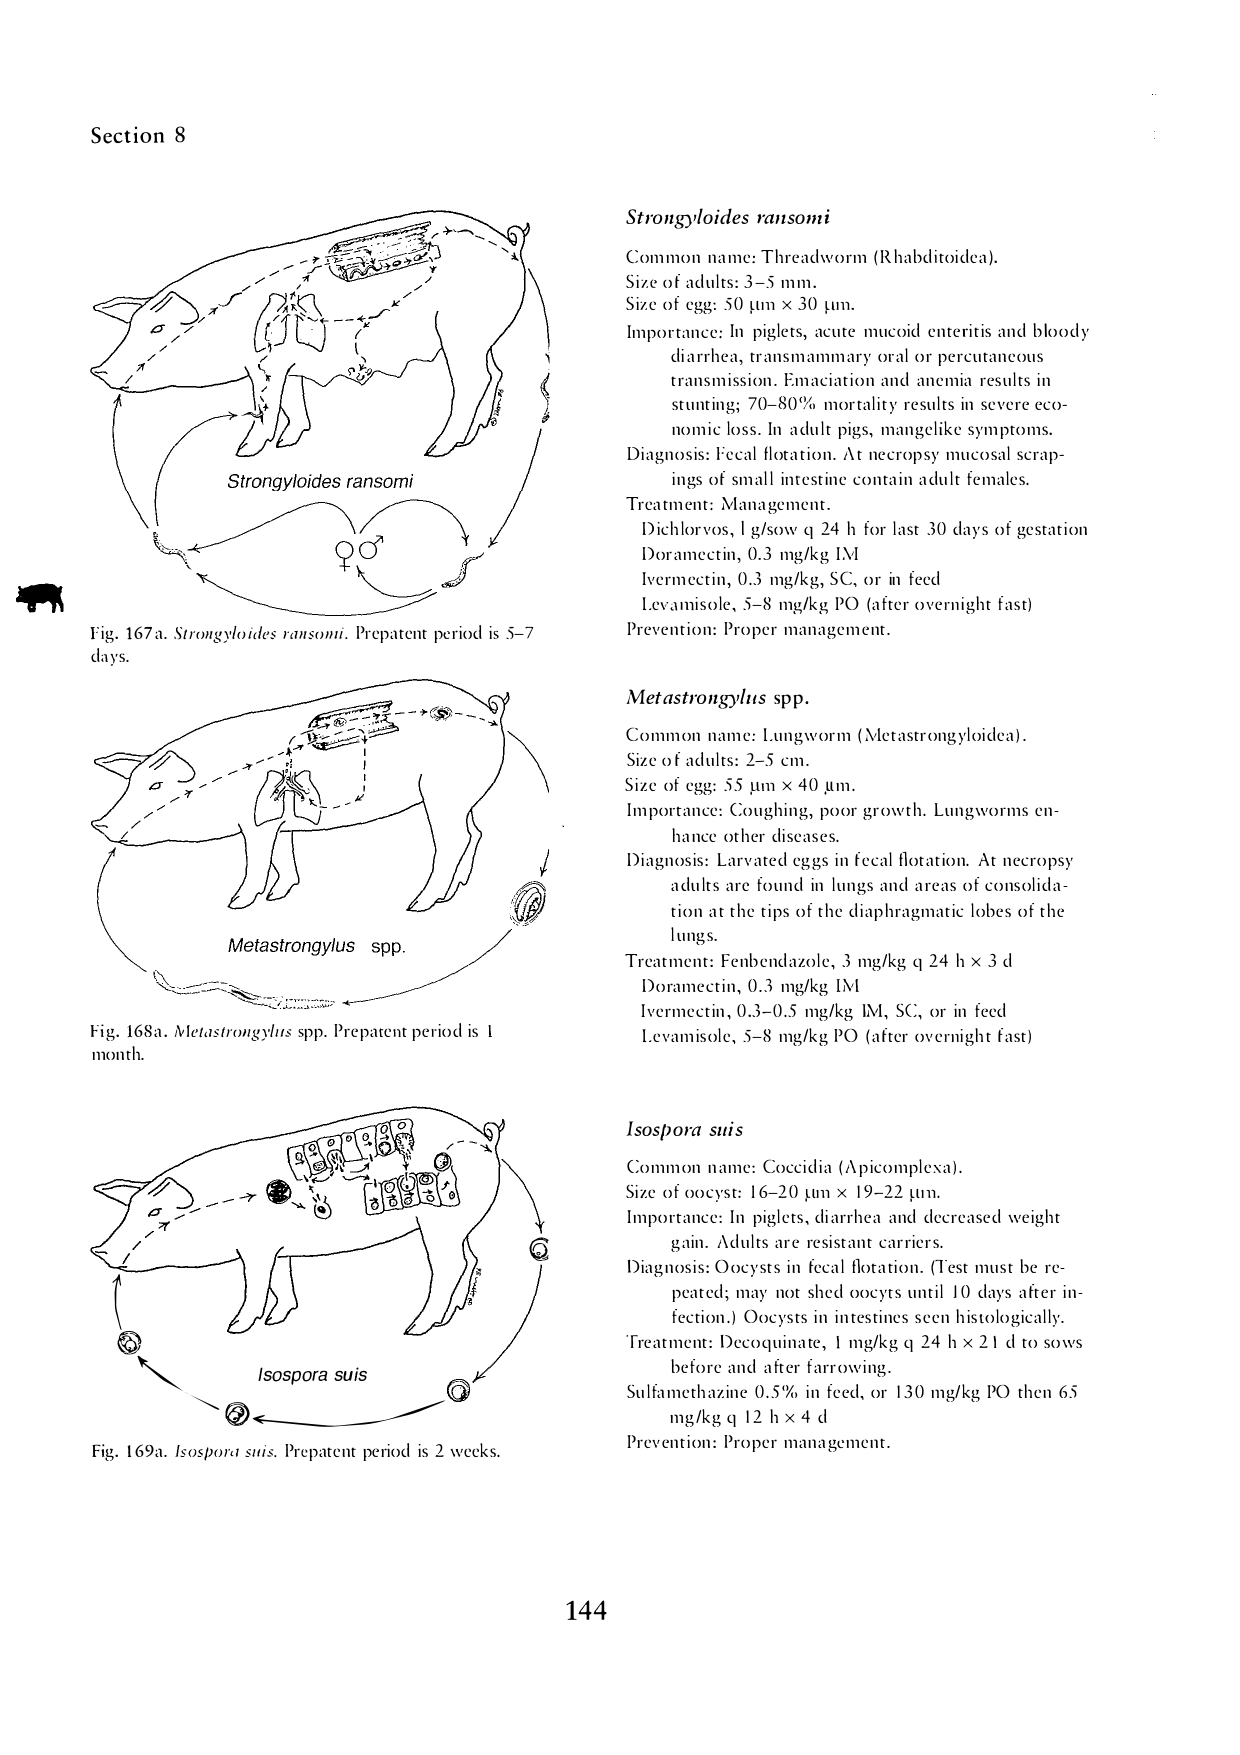 Section 8
Strongyloides ransomi
Fig. 167a. Strongyloides ransomi. Prepatent period is 5–7
days.
Metastrongylus spp.
Fig. 168a. Metastrongylus spp. Prepatent period is 1
month.
Isospora suis
Fig. 169a. Isospora suis. Prepatent period is 2 weeks.
Strongyloides ransomi
Common name: Threadworm (Rhabditoidea).
Size of adults: 3–5 mm.
Size of egg: 50 µm × 30 µm.
Importance: In piglets, acute mucoid enteritis and bloody
diarrhea, transmammary oral or percutaneous
transmission. Emaciation and anemia results in
stunting; 70–80% mortality results in severe eco-
nomic loss. In adult pigs, mangelike symptoms.
Diagnosis: Fecal flotation. At necropsy mucosal scrap-
ings of small intestine contain adult females.
Treatment: Management.
Dichlorvos, 1 g/sow q 24 h for last 30 days of gestation
Doramectin, 0.3 mg/kg IM
Ivermectin, 0.3 mg/kg, SC, or in feed
Levamisole, 5–8 mg/kg PO (after overnight fast)
Prevention: Proper management.
Metastrongylus spp.
Common name: Lungworm (Metastrongyloidea).
Size of adults: 2–5 cm.
Size of egg: 55 µm × 40 µm.
Importance: Coughing, poor growth. Lungworms en-
hance other diseases.
Diagnosis: Larvated eggs in fecal flotation. At necropsy
adults are found in lungs and areas of consolida-
tion at the tips of the diaphragmatic lobes of the
lungs.
Treatment: Fenbendazole, 3 mg/kg q 24 h × 3 d
Doramectin, 0.3 mg/kg IM
Ivermectin, 0.3–0.5 mg/kg IM, SC, or in feed
Levamisole, 5–8 mg/kg PO (after overnight fast)
Isospora suis
Common name: Coccidia (Apicomplexa).
Size of oocyst: 16–20 µm × 19–22 µm.
Importance: In piglets, diarrhea and decreased weight
gain. Adults are resistant carriers.
Diagnosis: Oocysts in fecal flotation. (Test must be re-
peated; may not shed oocyts until 10 days after in-
fection.) Oocysts in intestines seen histologically.
Treatment: Decoquinate, 1 mg/kg q 24 h × 21 d to sows
before and after farrowing.
Sulfamethazine 0.5% in feed, or 130 mg/kg PO then 65
mg/kg q 12 h × 4 d
Prevention: Proper management.
144